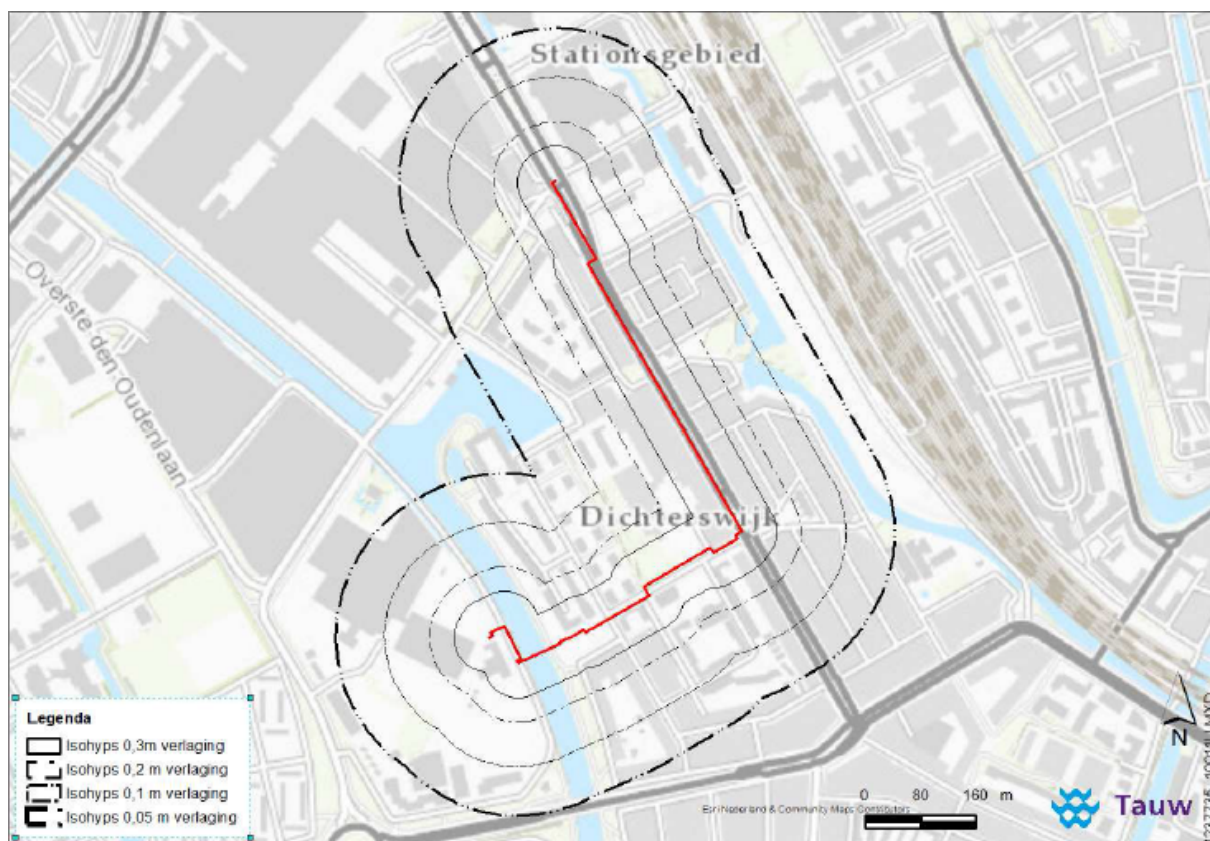 Stationsgebied
Overste den Oudenlaan
Dichterswijk
Legenda
Isohyps 0,3m verlaging
Isohyps 0,2 m verlaging
Isohyps 0,1 m verlaging
Isohyps 0,05 m verlaging
0 80 160 m
Esri Nederland & Community Maps Contributors
N
Tauw